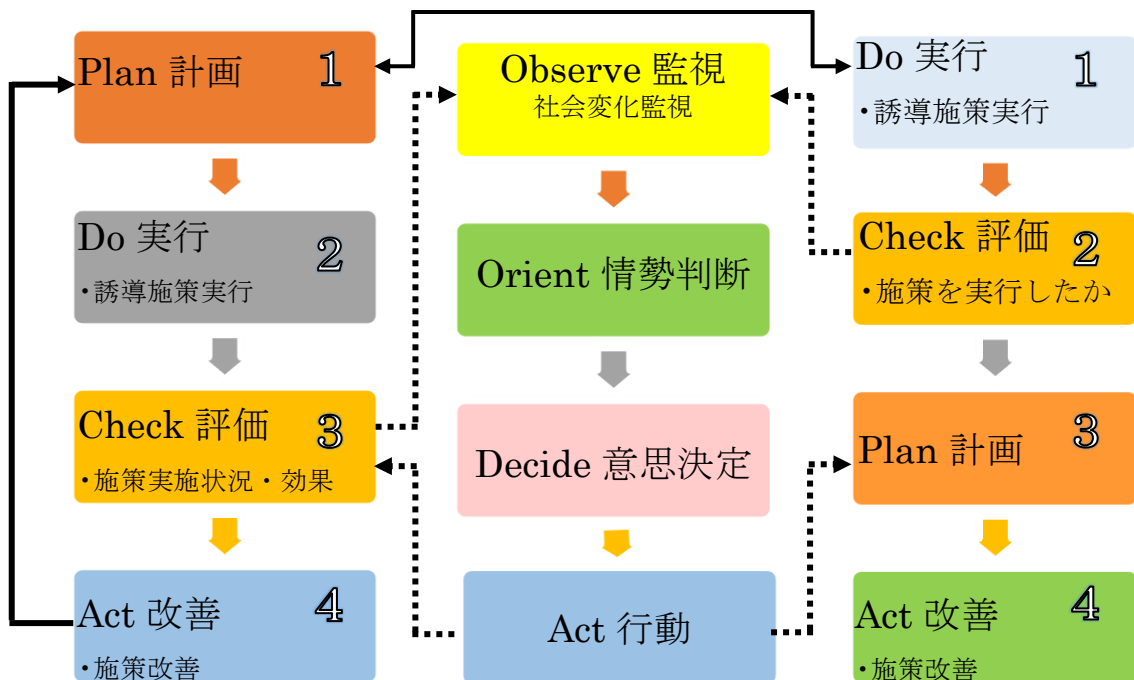 Plan 計画 1
Do 実行 2
・誘導施策実行
Check 評価 3
・施策実施状況・効果
Act 改善 4
・施策改善
Observe 監視
社会変化監視
Orient 情勢判断
Decide 意思決定
Act 行動
Do 実行 1
・誘導施策実行
Check 評価 2
・施策を実行したか
Plan 計画 3
Act 改善 4
・施策改善